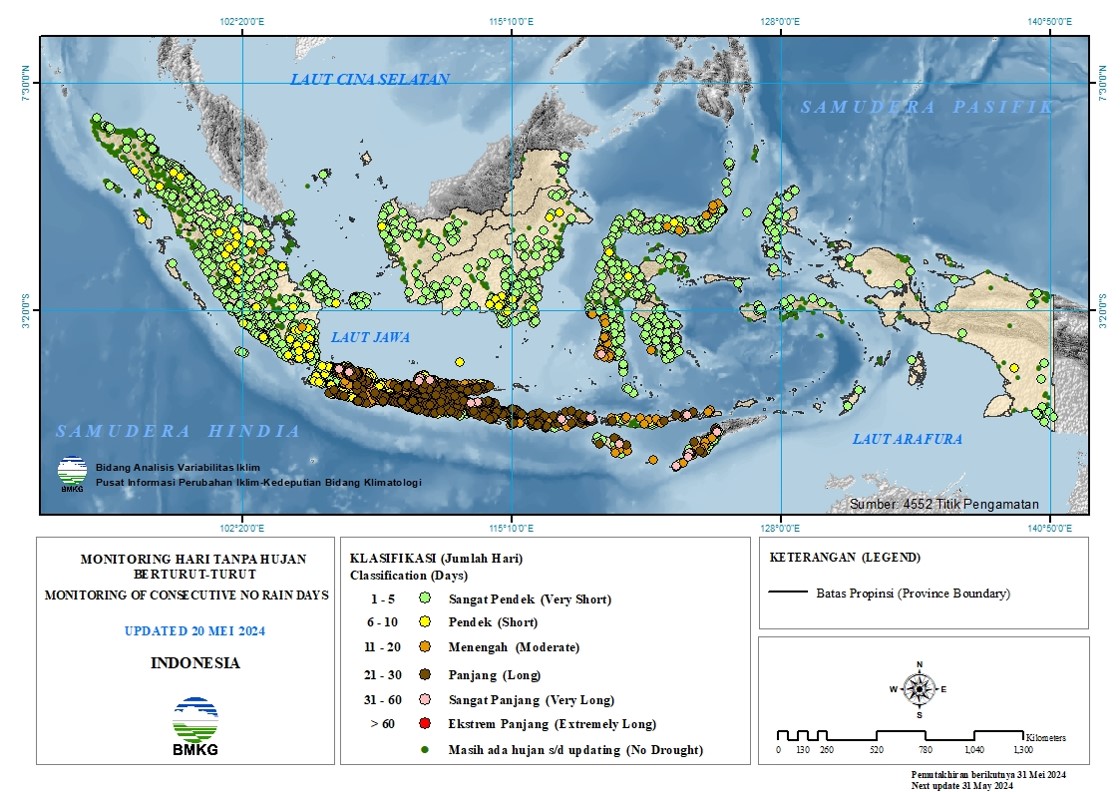 102°20'0"E
115°10'0"E
128°0'0"E
140°50'0"E
7°30'0"N
7°30'0"N
LAUT CINA SELATAN
SAMUDERA PASIFIK
3°20'0"S
3°20'0"S
LAUT JAWA
SAMUDERA HINDIA
LAUT ARAFURA
Bidang Analisis Variabilitas Iklim
Pusat Informasi Perubahan Iklim-Kedeputian Bidang Klimatologi
BMKG
Sumber: 4552 Titik Pengamatan
102°20'0"E
115°10'0"E
128°0'0"E
140°50'0"E
MONITORING HARI TANPA HUJAN
BERTURUT-TURUT
MONITORING OF CONSECUTIVE NO RAIN DAYS
UPDATED 20 MEI 2024
INDONESIA
BMKG
KLASIFIKASI (Jumlah Hari)
Classification (Days)
1 - 5 Sangat Pendek (Very Short)
6 - 10 Pendek (Short)
11 - 20 Menengah (Moderate)
21 - 30 Panjang (Long)
31 - 60 Sangat Panjang (Very Long)
> 60 Ekstrem Panjang (Extremely Long)
Masih ada hujan s/d updating (No Drought)
KETERANGAN (LEGEND)
Batas Propinsi (Province Boundary)
N
W E
S
Kilometers
0 130 260 520 780 1,040 1,300
Pemutakhiran berikutnya 31 Mei 2024
Next update 31 May 2024